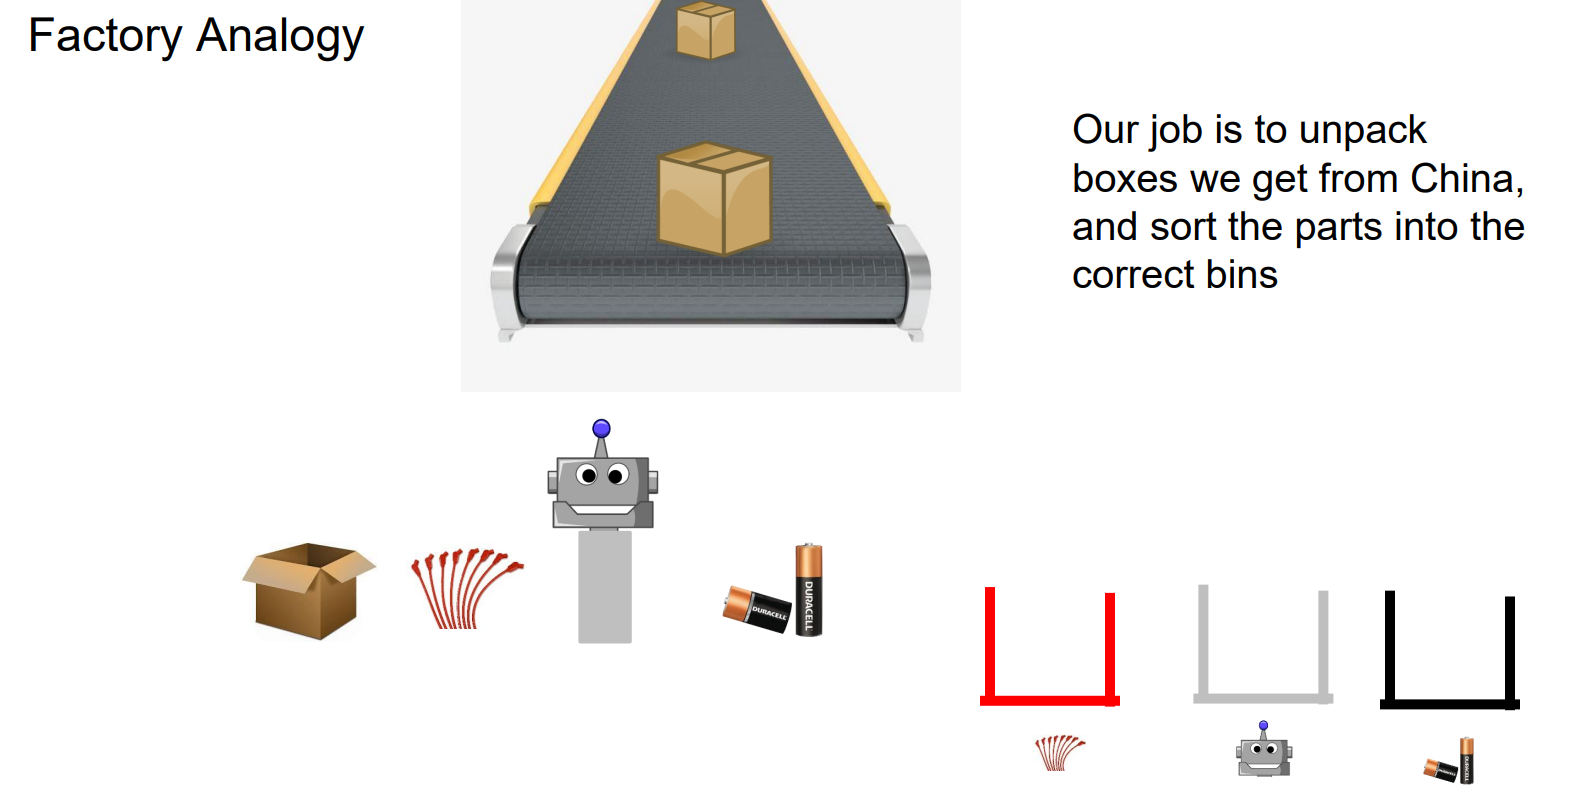 Factory Analogy
Our job is to unpack
boxes we get from China,
and sort the parts into the
correct bins
DURACELL
DURACELL
DURACELL